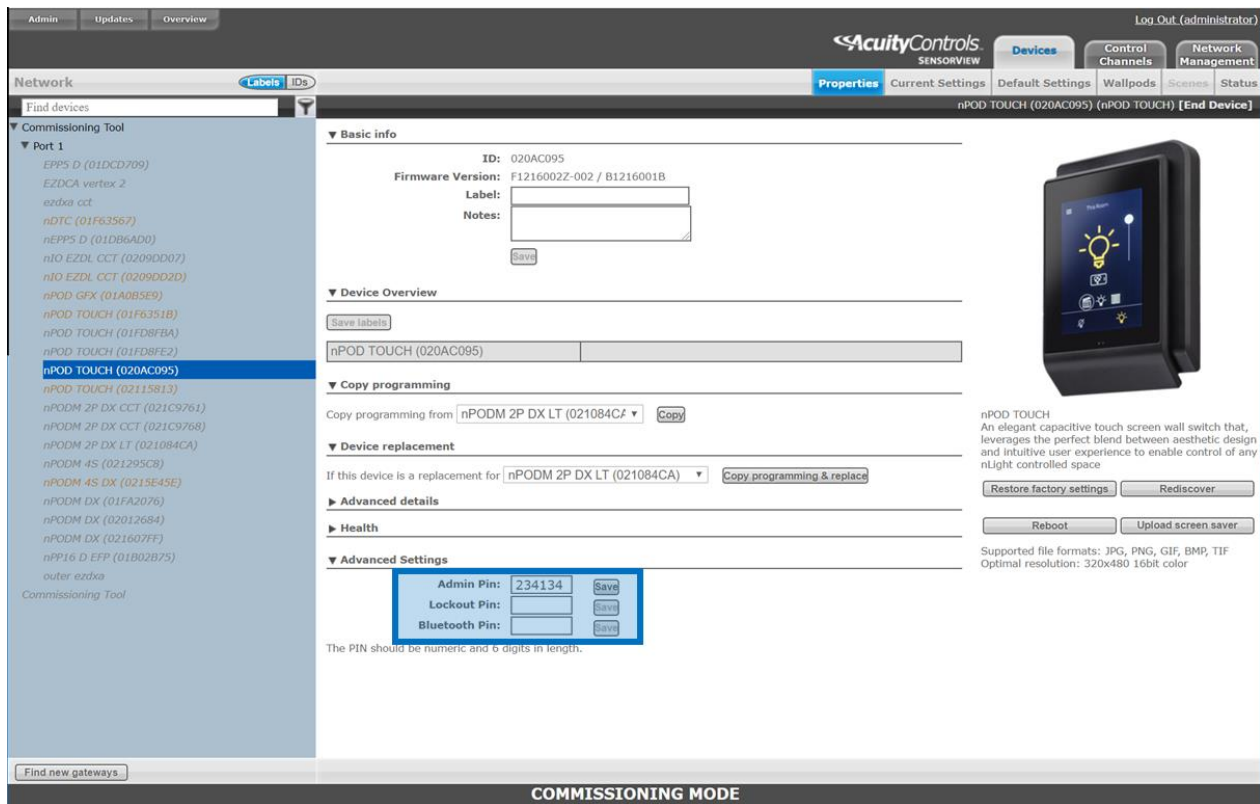 Admin Updates Overview
Log Out (administrator)
AcuityControls.
SENSORVIEW
Devices
Control Channels
Network Management
Network
Labels IDs
Properties Current Settings Default Settings Wallpods Scenes Status
Find devices
nPOD TOUCH (020AC095) (nPOD TOUCH) [End Device]
▼ Commissioning Tool
▼ Port 1
EPP5 D (01DCD709)
EZDCA vertex 2
ezdxa cct
nDTC (01F63567)
nEPP5 D (01DB6AD0)
nIO EZDL CCT (0209DD07)
nIO EZDL CCT (0209DD2D)
nPOD GFX (01A0B5E9)
nPOD TOUCH (01F6351B)
nPOD TOUCH (01FD8FBA)
nPOD TOUCH (01FD8FE2)
nPOD TOUCH (020AC095)
nPOD TOUCH (02115813)
nPODM 2P DX CCT (021C9761)
nPODM 2P DX CCT (021C9768)
nPODM 2P DX LT (021084CA)
nPODM 4S (021295C8)
nPODM 4S DX (0215E45E)
nPODM DX (01FA2076)
nPODM DX (02012684)
nPODM DX (021607FF)
nPP16 D EFP (01B02B75)
outer ezdxa
Commissioning Tool
▼ Basic info
ID: 020AC095
Firmware Version: F1216002Z-002 / B1216001B
Label:
Notes:
Save
▼ Device Overview
Save labels
nPOD TOUCH (020AC095)
▼ Copy programming
Copy programming from nPODM 2P DX LT (021084CA ▼ Copy
▼ Device replacement
If this device is a replacement for nPODM 2P DX LT (021084CA) ▼ Copy programming & replace
▶ Advanced details
▶ Health
▼ Advanced Settings
Admin Pin: 234134 Save
Lockout Pin: Save
Bluetooth Pin: Save
The PIN should be numeric and 6 digits in length.
This Room
nPOD TOUCH
An elegant capacitive touch screen wall switch that,
leverages the perfect blend between aesthetic design
and intuitive user experience to enable control of any
nLight controlled space
Restore factory settings Rediscover
Reboot Upload screen saver
Supported file formats: JPG, PNG, GIF, BMP, TIF
Optimal resolution: 320x480 16bit color
Find new gateways
COMMISSIONING MODE